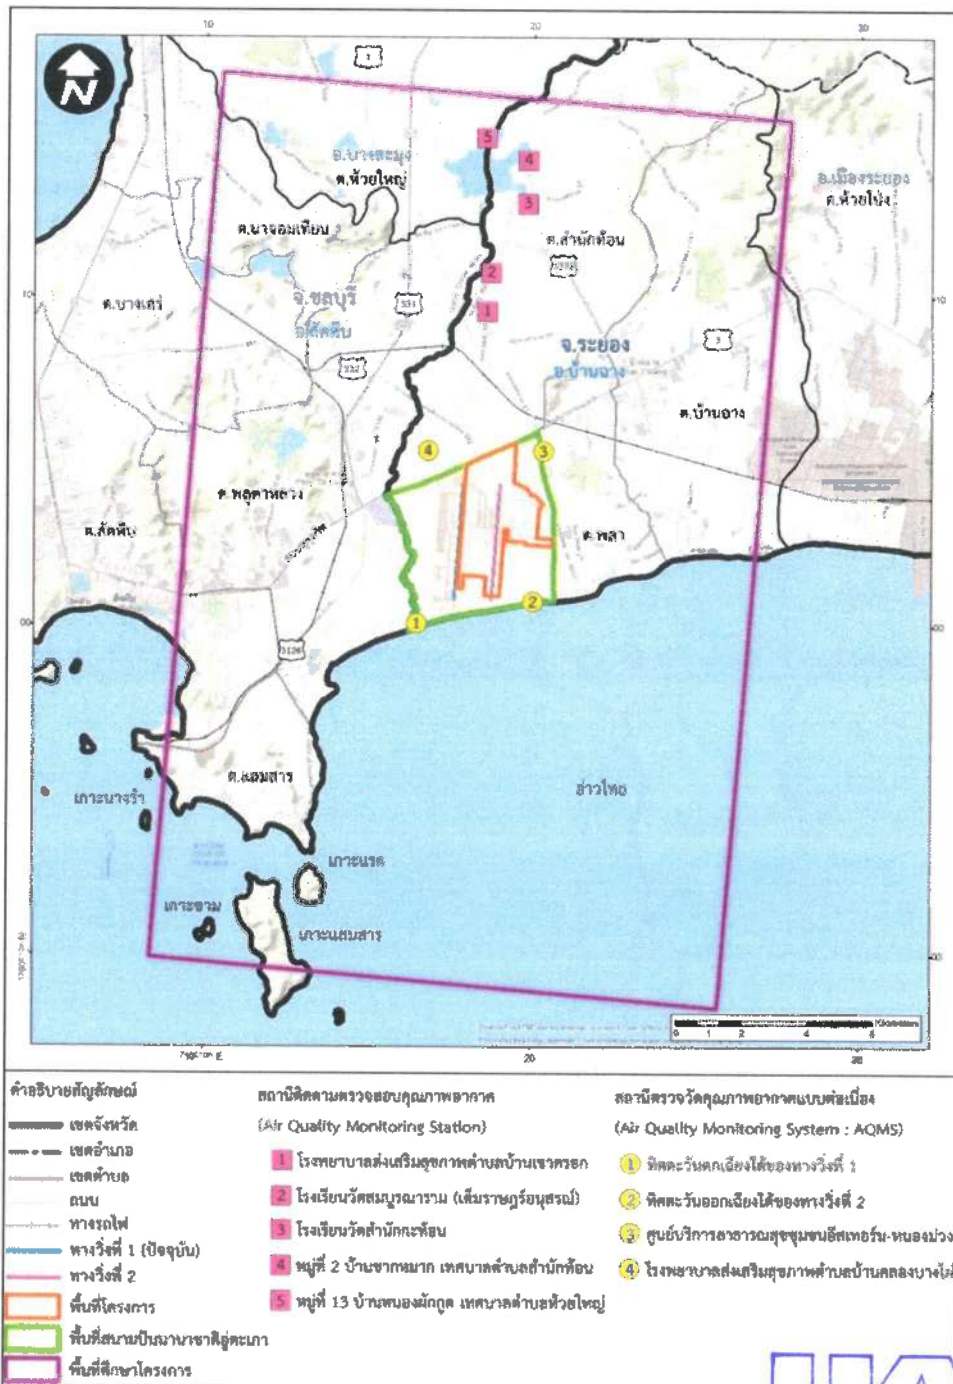 10
20
30
N
3
อ.บางละมุง
ต.ห้วยใหญ่
5
4
3
อ.เมืองระยอง
ต.ห้วยโป่ง
ต.นาจอมเทียน
ต.สำนักท้อน
2
1
10
10
ต.บางเสร่
จ.ชลบุรี
อ.สัตหีบ
331
332
3
จ.ระยอง
อ.บ้านฉาง
ต.บ้านฉาง
4
3
ต.พลูตาหลวง
ต.สัตหีบ
ต.พลา
2
1
00
00
3126
ต.แสมสาร
อ่าวไทย
เกาะนางรำ
เกาะแรด
เกาะขาม
เกาะแสมสาร
00
0 1 2 4 6 Kilometers
20
คำอธิบายสัญลักษณ์
เขตจังหวัด
เขตอำเภอ
เขตตำบล
ถนน
ทางรถไฟ
ทางวิ่งที่ 1 (ปัจจุบัน)
ทางวิ่งที่ 2
พื้นที่โครงการ
พื้นที่สนามบินนานาชาติอู่ตะเภา
พื้นที่ศึกษาโครงการ
สถานีติดตามตรวจสอบคุณภาพอากาศ
(Air Quality Monitoring Station)
1 โรงพยาบาลส่งเสริมสุขภาพตำบลบ้านเขาครอก
2 โรงเรียนวัดสมบูรณาราม (เต็มราษฎร์อนุสรณ์)
3 โรงเรียนวัดสำนักกะท้อน
4 หมู่ที่ 2 บ้านชากหมาก เทศบาลตำบลสำนักท้อน
5 หมู่ที่ 13 บ้านหนองผักกูด เทศบาลตำบลห้วยใหญ่
สถานีตรวจวัดคุณภาพอากาศแบบต่อเนื่อง
(Air Quality Monitoring System : AQMS)
1 ทิศตะวันตกเฉียงใต้ของทางวิ่งที่ 1
2 ทิศตะวันออกเฉียงใต้ของทางวิ่งที่ 2
3 ศูนย์บริการสาธารณสุขชุมชนอีสเทอร์น-หนองม่วง
4 โรงพยาบาลส่งเสริมสุขภาพตำบลบ้านคลองบางไผ่